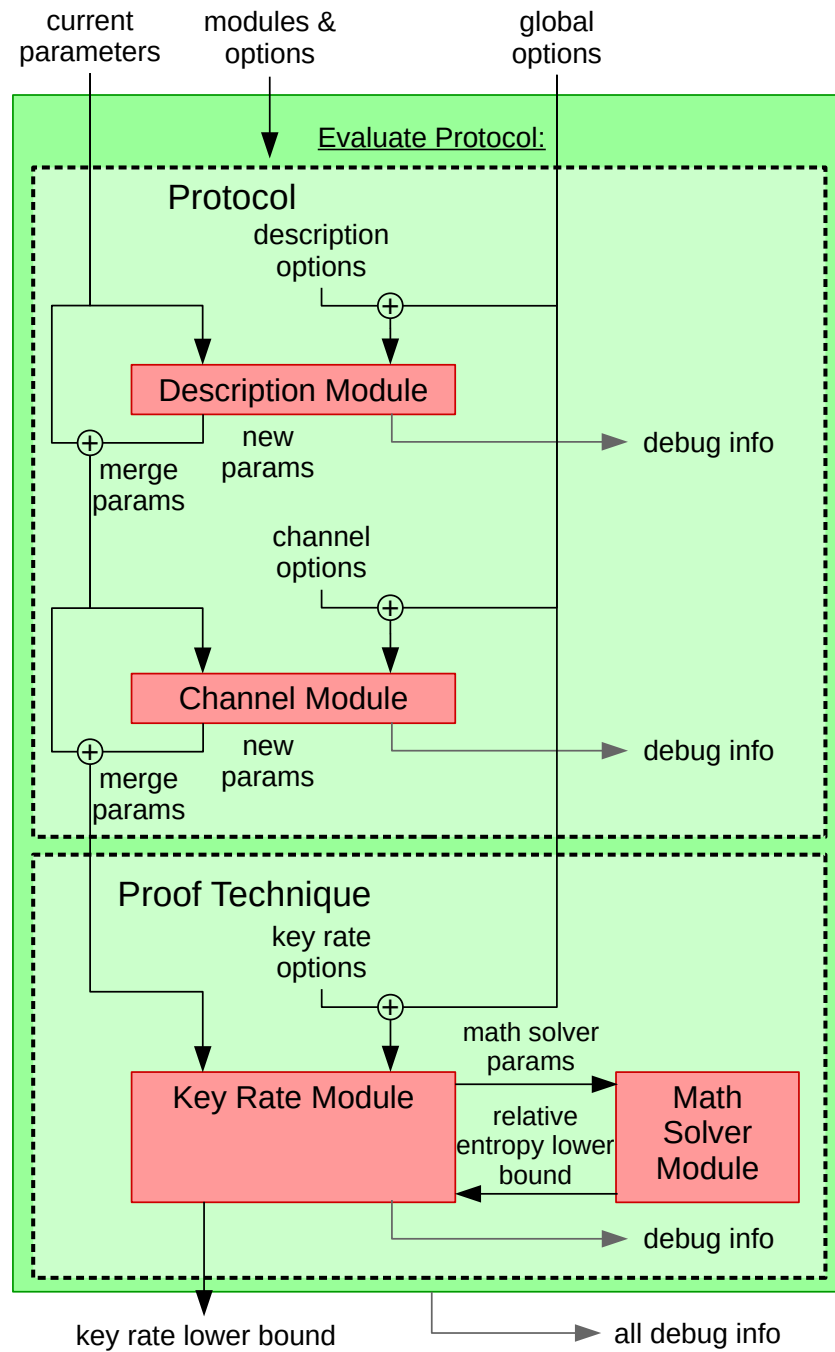 current
parameters
modules &
options
global
options
Evaluate Protocol:
Protocol
description
options
Description Module
new
params
merge
params
debug info
channel
options
Channel Module
new
params
merge
params
debug info
Proof Technique
key rate
options
math solver
params
Key Rate Module
relative
entropy lower
bound
Math
Solver
Module
debug info
key rate lower bound
all debug info